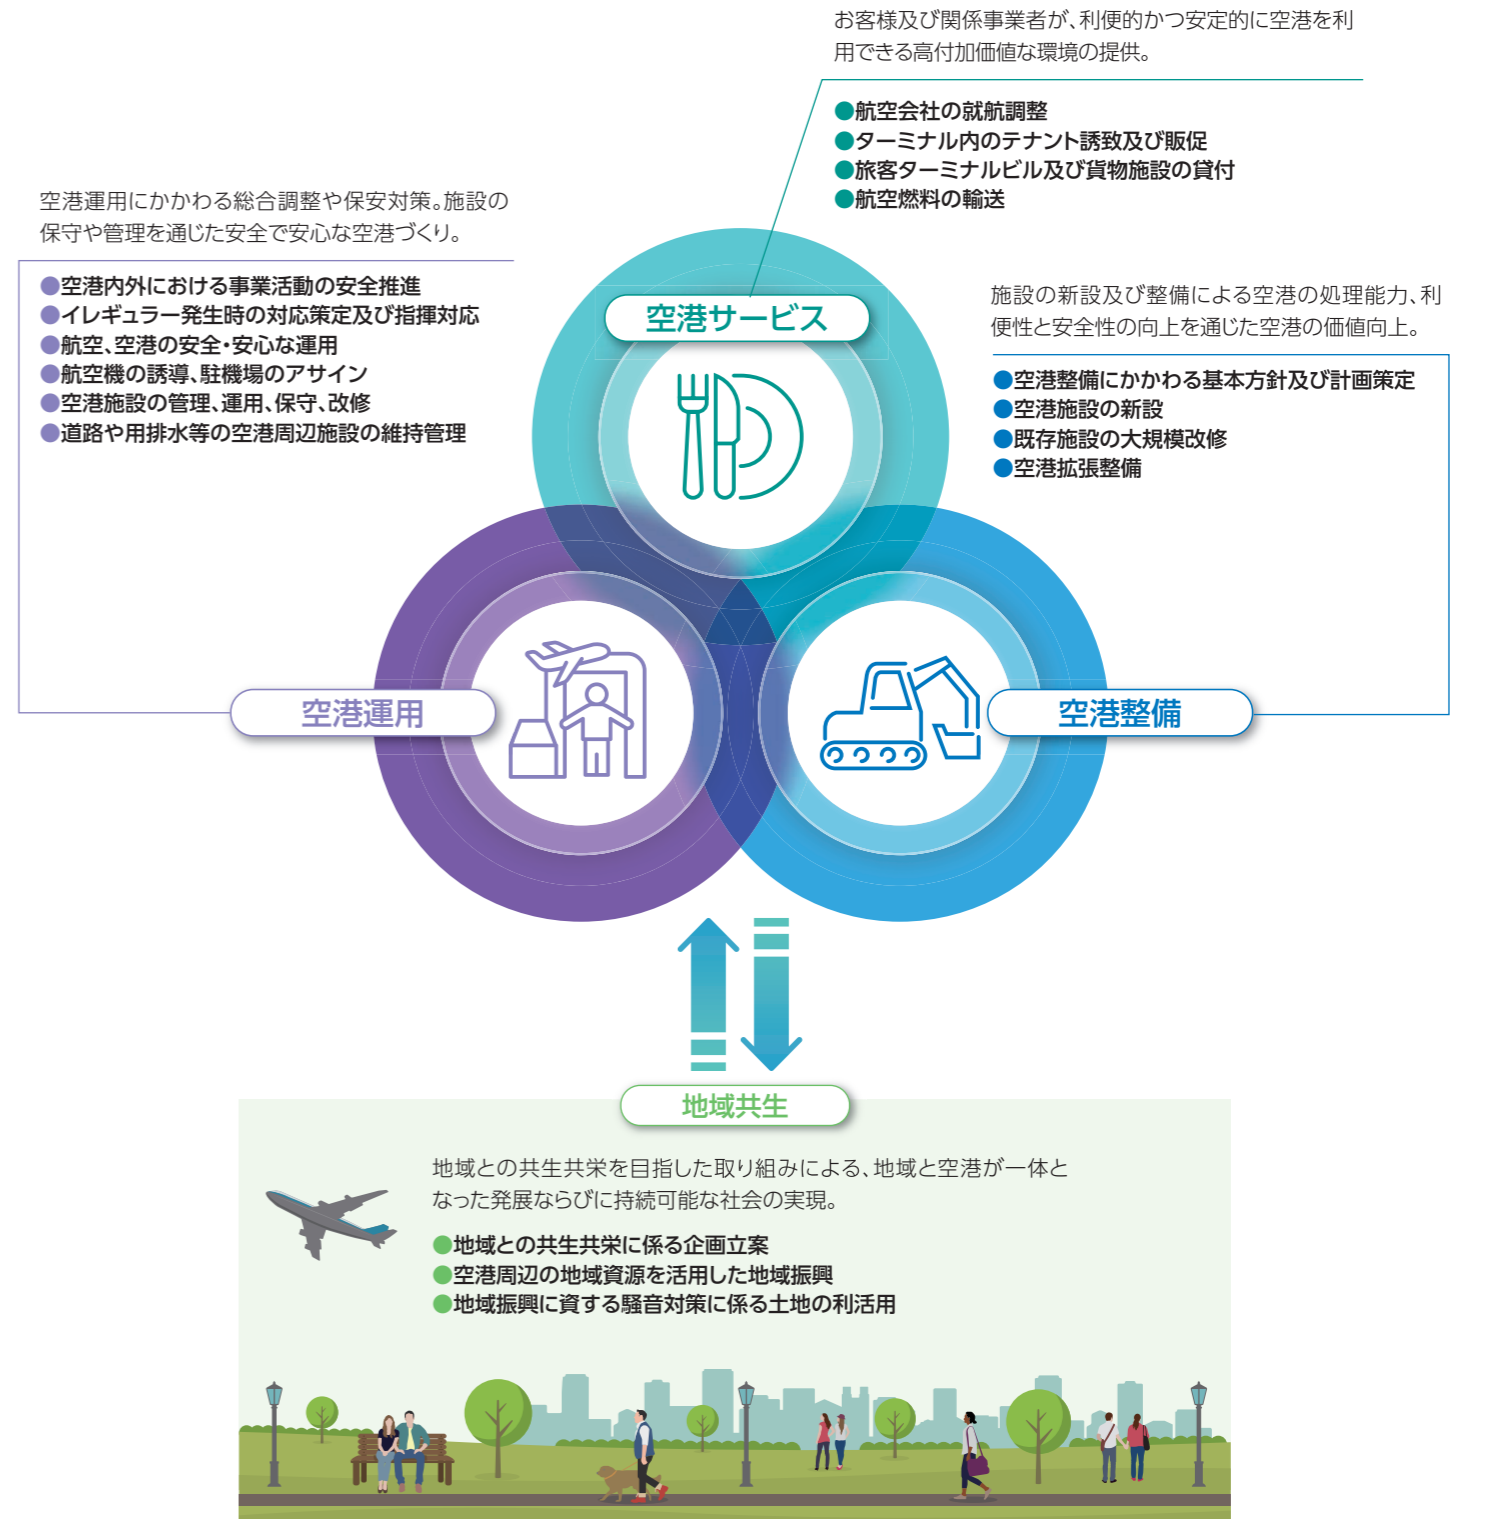 お客様及び関係事業者が、利便的かつ安定的に空港を利
用できる高付加価値な環境の提供。
●航空会社の就航調整
●ターミナル内のテナント誘致及び販促
●旅客ターミナルビル及び貨物施設の貸付
●航空燃料の輸送
空港サービス
空港運用にかかわる総合調整や保安対策。施設の
保守や管理を通じた安全で安心な空港づくり。
●空港内外における事業活動の安全推進
●イレギュラー発生時の対応策定及び指揮対応
●航空、空港の安全・安心な運用
●航空機の誘導、駐機場のアサイン
●空港施設の管理、運用、保守、改修
●道路や用排水等の空港周辺施設の維持管理
空港運用
施設の新設及び整備による空港の処理能力、利
便性と安全性の向上を通じた空港の価値向上。
●空港整備にかかわる基本方針及び計画策定
●空港施設の新設
●既存施設の大規模改修
●空港拡張整備
空港整備
地域共生
地域との共生共栄を目指した取り組みによる、地域と空港が一体と
なった発展ならびに持続可能な社会の実現。
●地域との共生共栄に係る企画立案
●空港周辺の地域資源を活用した地域振興
●地域振興に資する騒音対策に係る土地の利活用